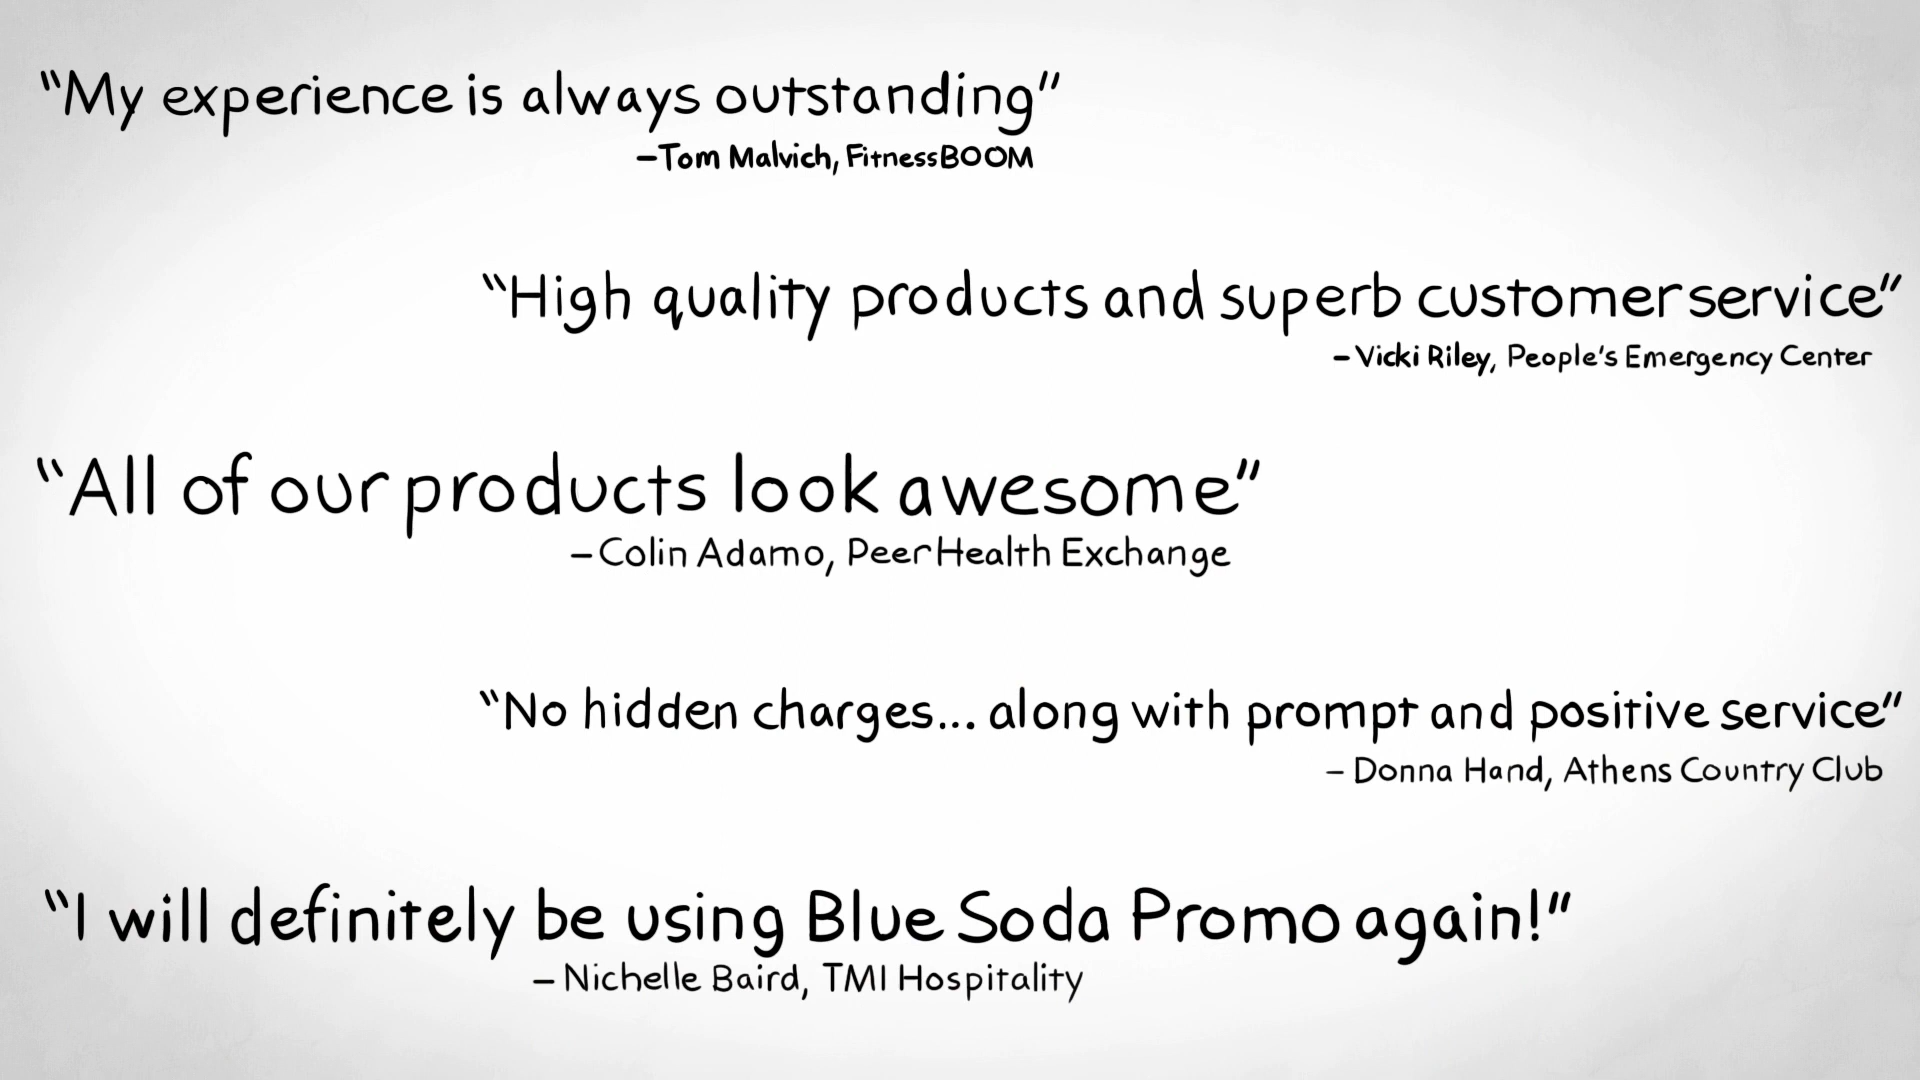 “My experience is always outstanding”
–Tom Malvich, FitnessBOOM
“High quality products and superb customer service”
– Vicki Riley, People's Emergency Center
“All of our products look awesome”
– Colin Adamo, Peer Health Exchange
“No hidden charges... along with prompt and positive service”
– Donna Hand, Athens Country Club
“I will definitely be using Blue Soda Promo again!”
– Nichelle Baird, TMI Hospitality